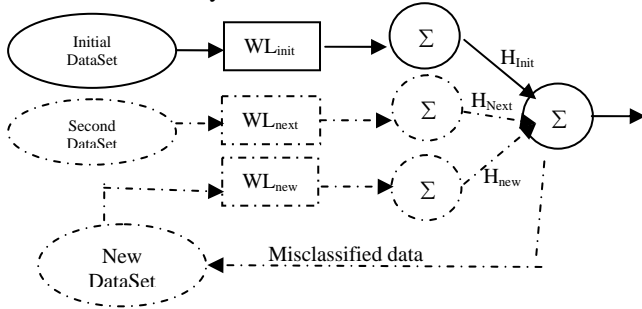 Initial
DataSet
WLinit
Σ
HInit
Second
DataSet
WLnext
Σ
HNext
Σ
WLnew
Σ
Hnew
New
DataSet
Misclassified data